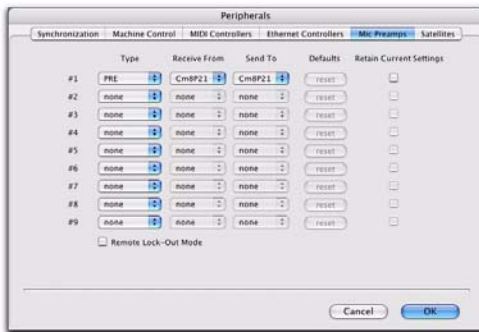 Peripherals
Synchronization Machine Control MIDI Controllers Ethernet Controllers Mic Preamps Satellites
Type Receive From Send To Defaults Retain Current Settings
#1 PRE Cm8P21 Cm8P21 reset
#2 none none none reset
#3 none none none reset
#4 none none none reset
#5 none none none reset
#6 none none none reset
#7 none none none reset
#8 none none none reset
#9 none none none reset
Remote Lock-Out Mode
Cancel OK